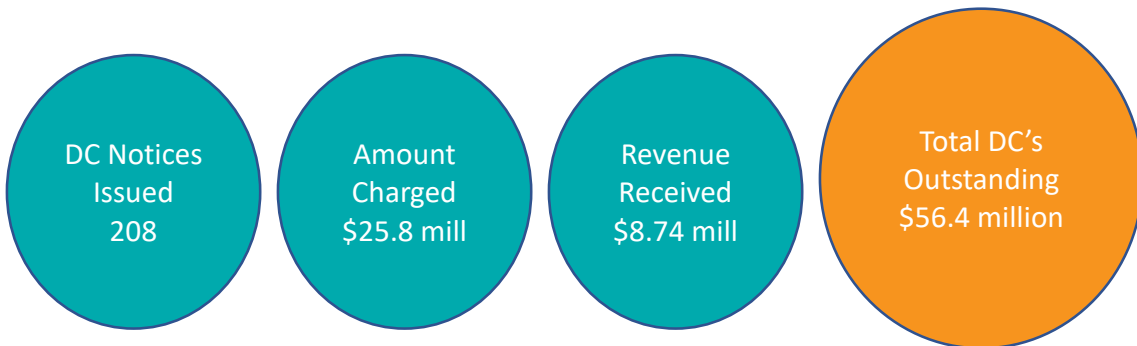 DC Notices
Issued
208
Amount
Charged
$25.8 mill
Revenue
Received
$8.74 mill
Total DC’s
Outstanding
$56.4 million